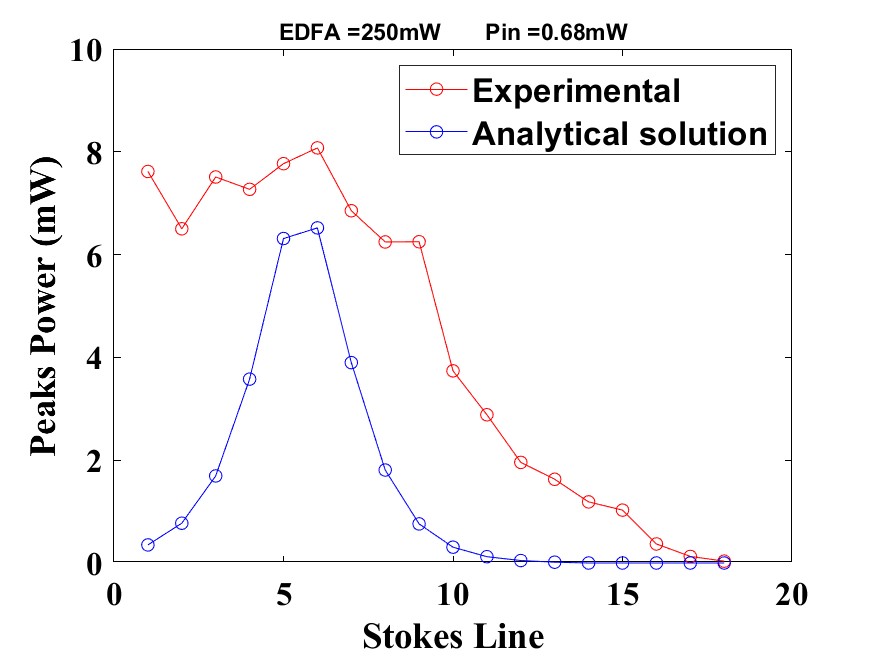 EDFA =250mW Pin =0.68mW
10
8
6
4
2
0
Peaks Power (mW)
Experimental
Analytical solution
0 5 10 15 20
Stokes Line